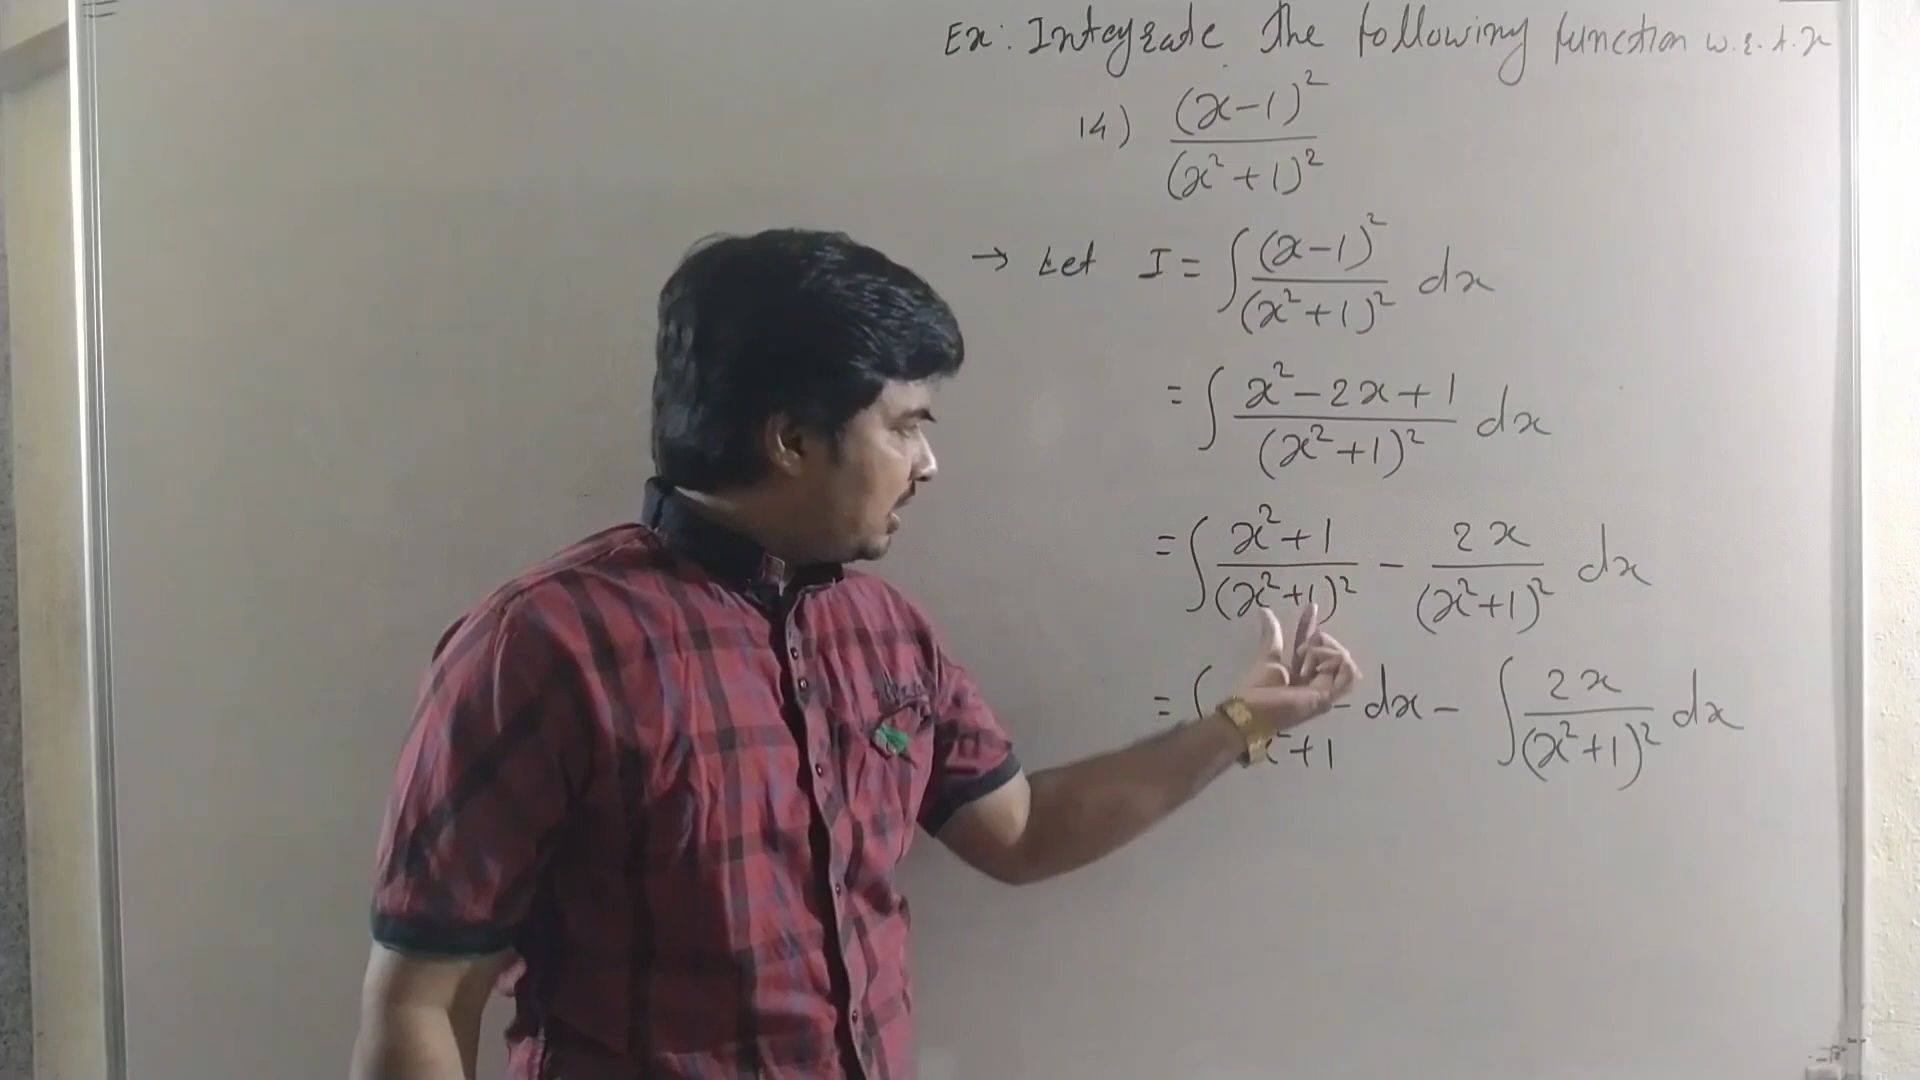 Ex: Integrate the following function w.r.t.x
14) (x-1)² / (x²+1)²
→ Let I = ∫ (x-1)² / (x²+1)² dx
= ∫ x²-2x+1 / (x²+1)² dx
= ∫ x²+1 / (x²+1)² - 2x / (x²+1)² dx
= ∫ x²+1 dx - ∫ 2x / (x²+1)² dx